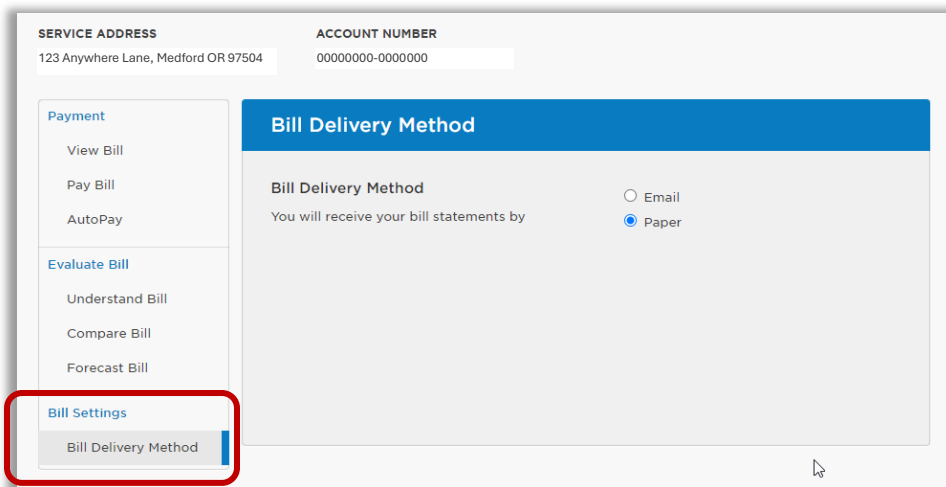 SERVICE ADDRESS
ACCOUNT NUMBER
123 Anywhere Lane, Medford OR 97504
00000000-0000000
Payment
View Bill
Pay Bill
AutoPay
Evaluate Bill
Understand Bill
Compare Bill
Forecast Bill
Bill Settings
Bill Delivery Method
Bill Delivery Method
Bill Delivery Method
You will receive your bill statements by
Email
Paper